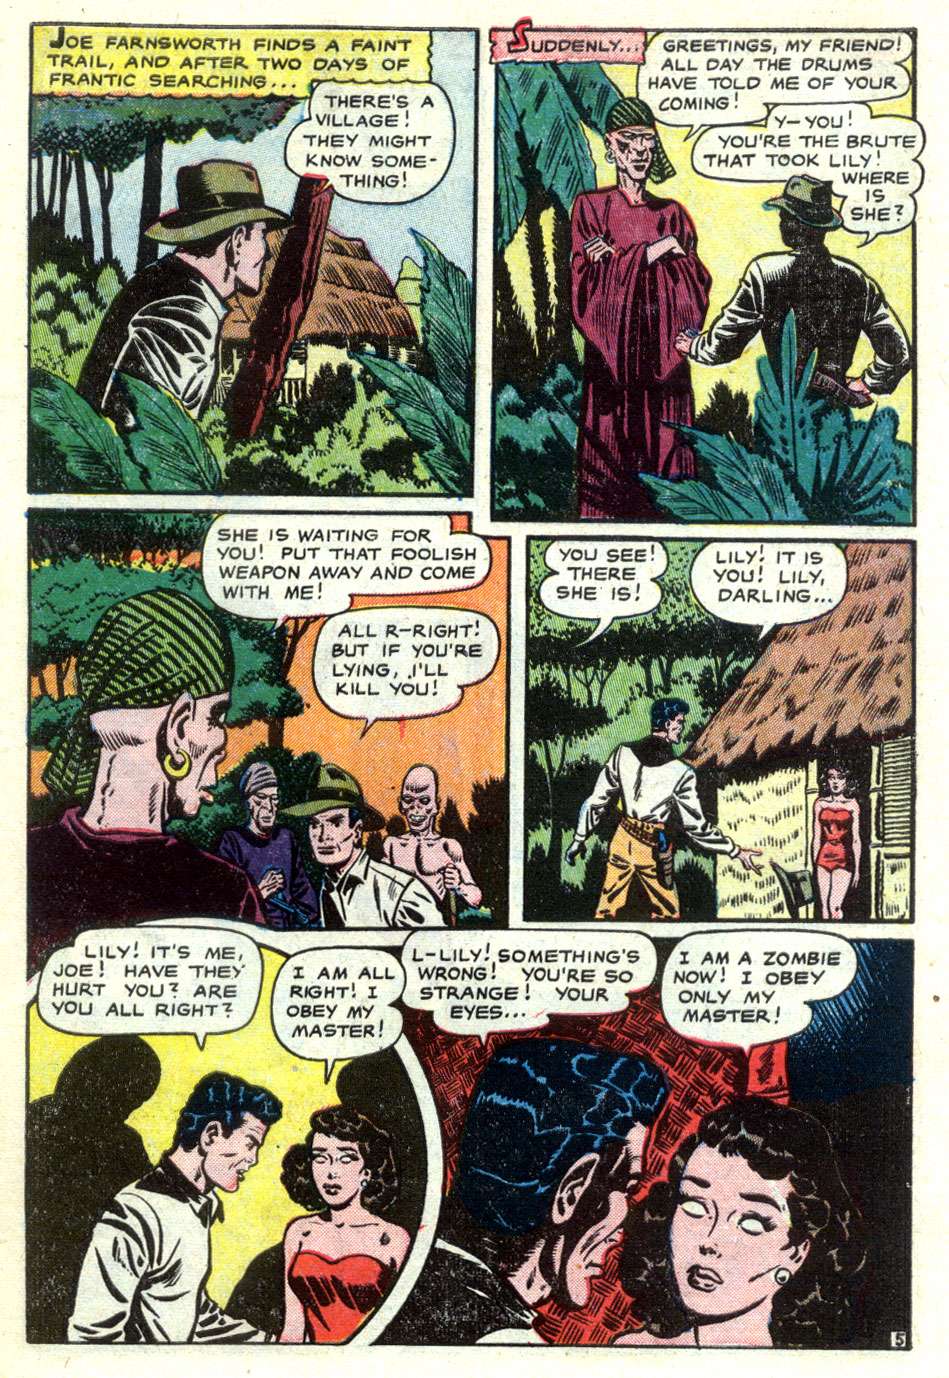 JOE FARNSWORTH FINDS A FAINT
TRAIL, AND AFTER TWO DAYS OF
FRANTIC SEARCHING...
THERE'S A
VILLAGE!
THEY MIGHT
KNOW SOME-
THING!
SUDDENLY...
GREETINGS, MY FRIEND!
ALL DAY THE DRUMS
HAVE TOLD ME OF YOUR
COMING!
Y-YOU!
YOU'RE THE BRUTE
THAT TOOK LILY!
WHERE
IS
SHE?
SHE IS WAITING FOR
YOU! PUT THAT FOOLISH
WEAPON AWAY AND COME
WITH ME!
ALL R-RIGHT!
BUT IF YOU'RE
LYING, I'LL
KILL YOU!
YOU SEE!
THERE
SHE IS!
LILY! IT IS
YOU! LILY,
DARLING...
LILY! IT'S ME,
JOE! HAVE THEY
HURT YOU? ARE
YOU ALL RIGHT?
I AM ALL
RIGHT! I
OBEY MY
MASTER!
L-LILY! SOMETHING'S
WRONG! YOU'RE SO
STRANGE! YOUR
EYES...
I AM A ZOMBIE
NOW! I OBEY
ONLY MY
MASTER!
5